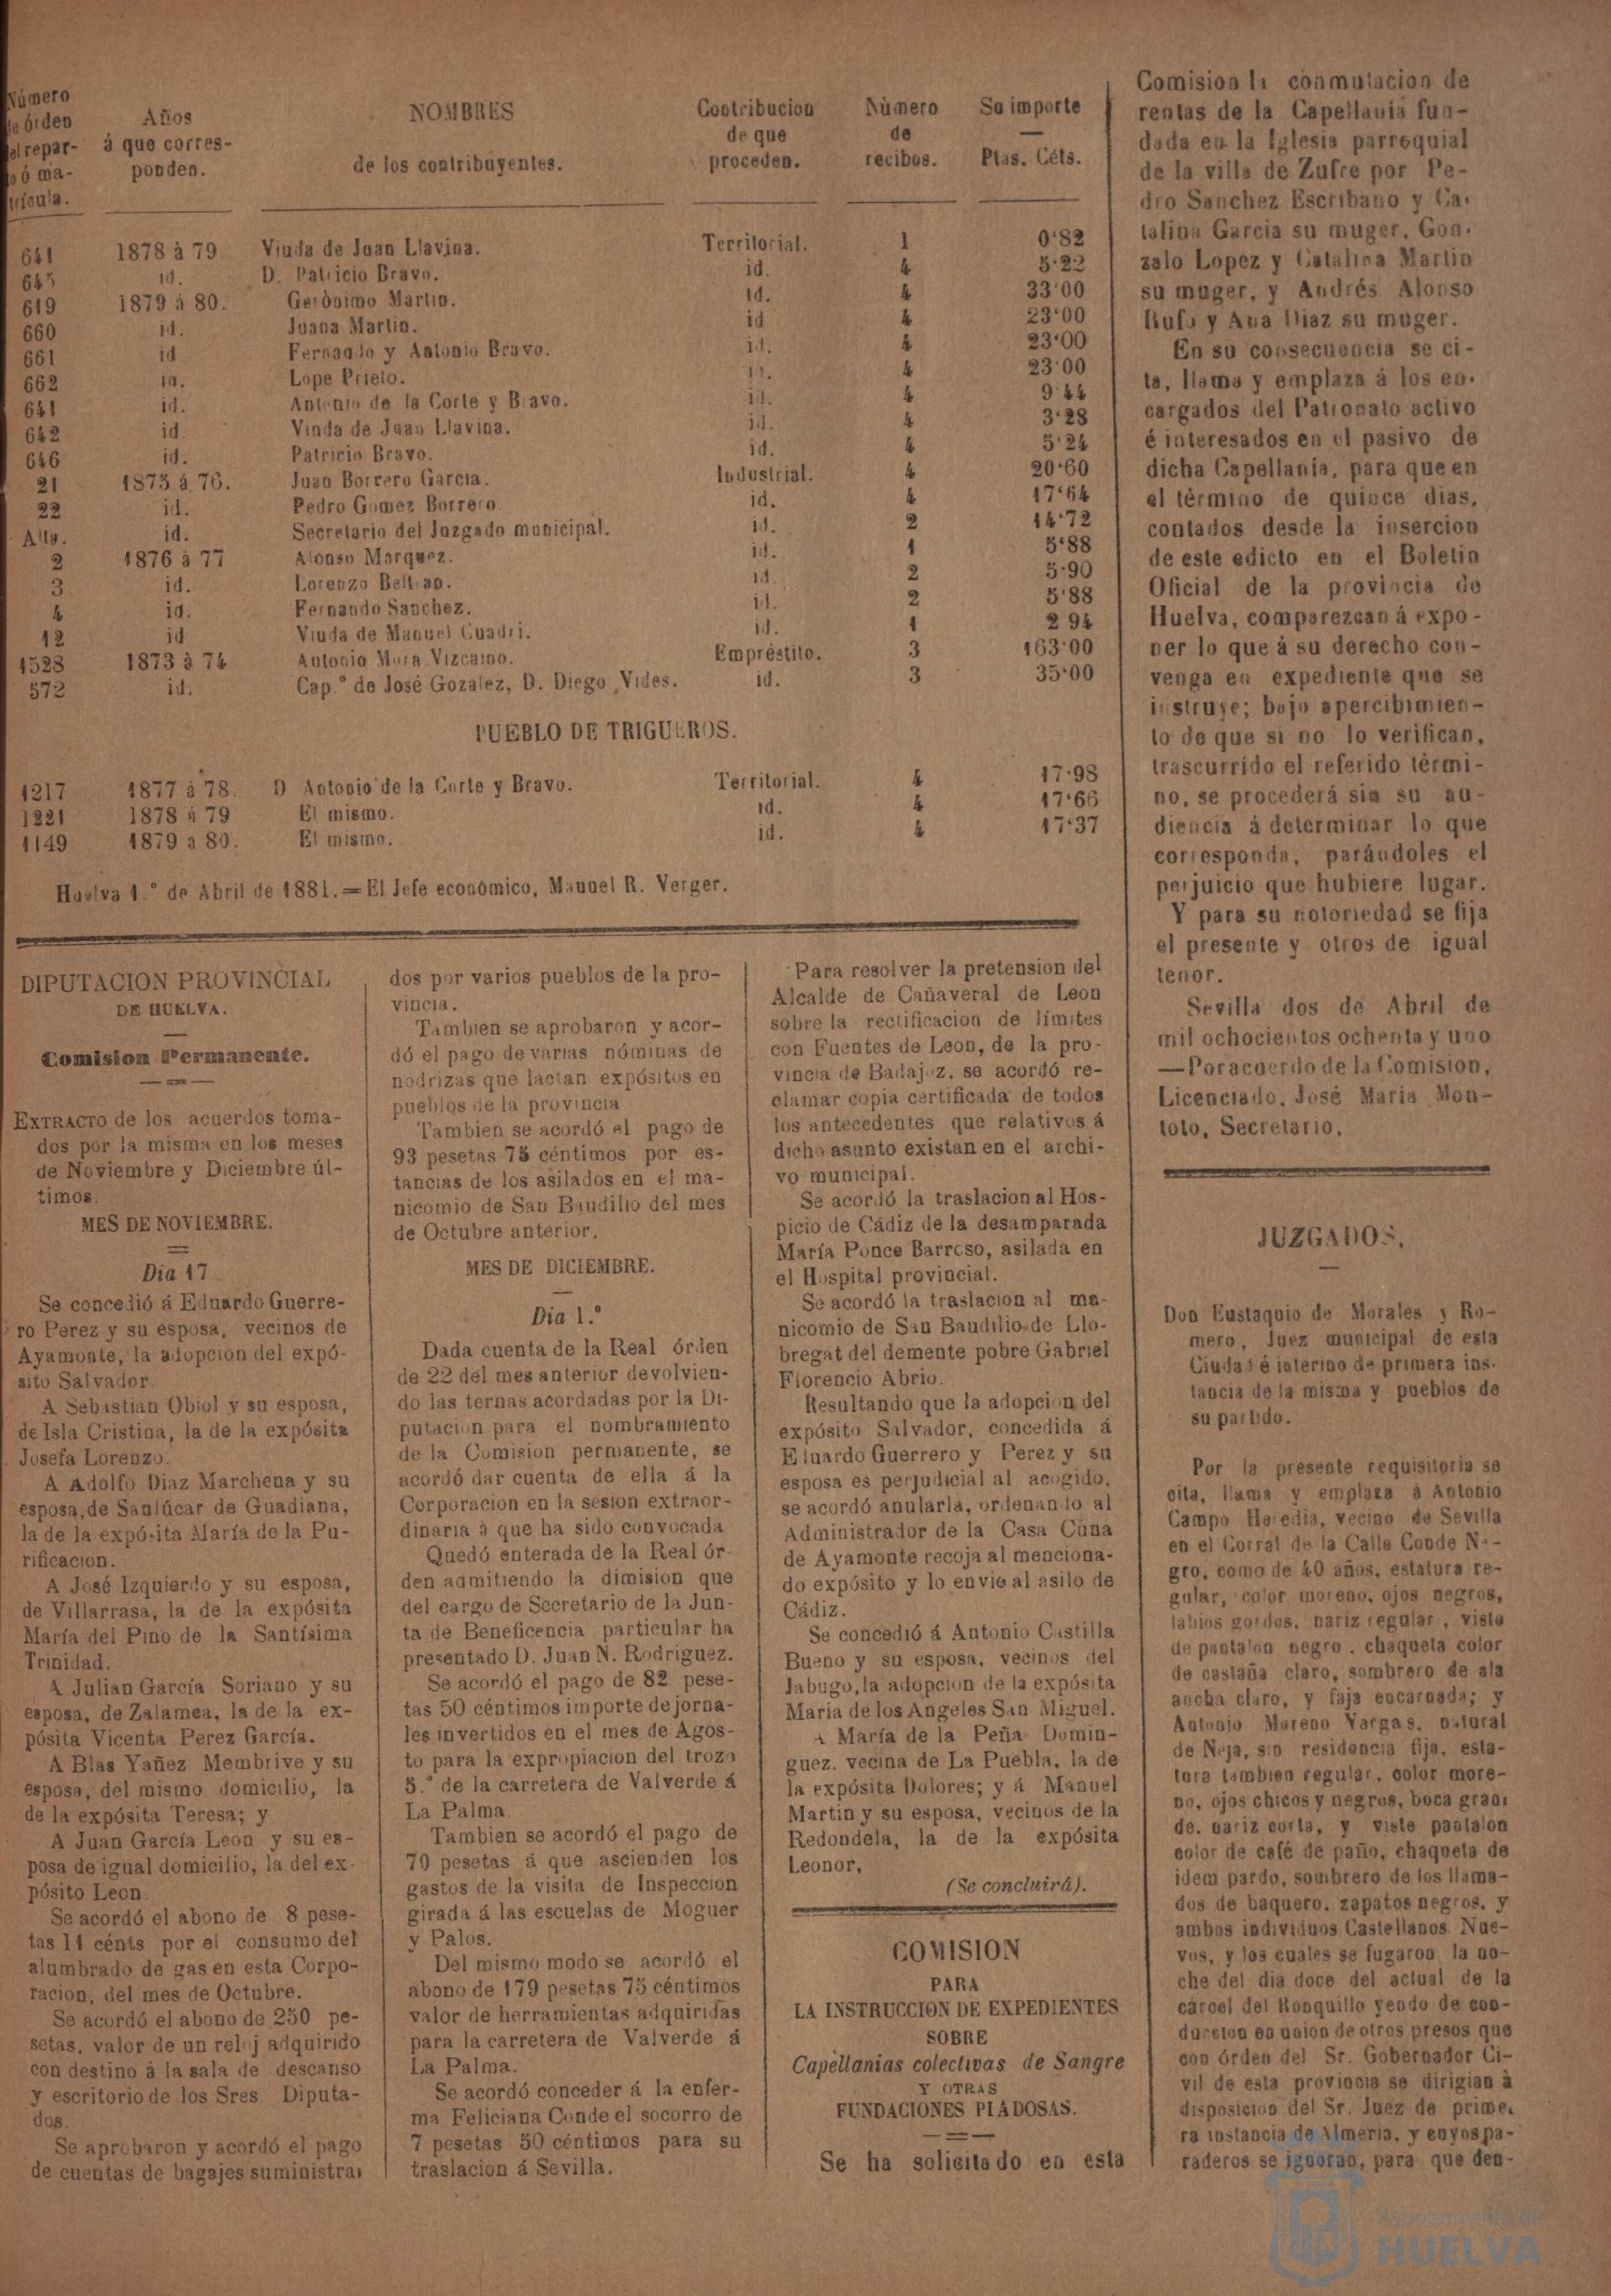 Número
de órden
el repar-
o ó ma-
trícula.
Años
á que corres-
ponden.
NOMBRES
de los contribuyentes.
Contribucion
de que
proceden.
Nùmero
de
recibos.
Su importe
Ptas. Céts.
641 1878 à 79. Viuda de Juan Llavina. Territorial. 1 0'82
645 id. D. Patricio Bravo. id. 4 5·22
619 1879 á 80. Gerònimo Martin. id. 4 33'00
660 id. Juana Martin. id 4 23'00
661 id Fernando y Antonio Bravo. id. 4 23'00
662 id. Lope Prieto. id. 4 23'00
641 id. Antonio de la Corte y Bravo. id. 4 9'44
642 id Viuda de Juan Llavina. id. 4 3'28
646 id. Patricio Bravo. id. 4 5'24
21 1875 á 76. Juan Borrero Garcia. Industrial. 4 20'60
22 id. Pedro Gomez Borrero. id. 4 17'64
Alta. id. Secretario del Juzgado municipal. id. 2 14'72
2 1876 à 77 Alonso Marquez. id. 1 5'88
3 id. Lorenzo Beltran. id. 2 5·90
4 id. Fernando Sanchez. id. 2 5'88
12 id Viuda de Manuel Cuadri. id. 1 2 94
1528 1873 à 74 Antonio Mora Vizcaino. Empréstito. 3 163·00
572 id. Cap.ª de José Gozalez, D. Diego Vides. id. 3 35'00
PUEBLO DE TRIGUEROS.
1217 1877 á 78. D Antonio de la Corte y Bravo. Territorial. 4 17·98
1221 1878 á 79 El mismo. id. 4 17'66
1149 1879 a 80. El mismo. id. 4 17'37
Huelva 1.º de Abril de 1881.=El Jefe económico, Manuel R. Verger.
DIPUTACION PROVINCIAL
DE HUELVA.
Comision Permanente.
EXTRACTO de los acuerdos toma-
dos por la misma en los meses
de Noviembre y Diciembre úl-
timos.
MES DE NOVIEMBRE.
Dia 17
Se concedió á Eduardo Guerre-
ro Perez y su esposa, vecinos de
Ayamonte, la adopcion del expó-
sito Salvador.
A Sebastian Obiol y su esposa,
de Isla Cristina, la de la expósita
Josefa Lorenzo.
A Adolfo Diaz Marchena y su
esposa, de Sanlúcar de Guadiana,
la de la expósita María de la Pu-
rificacion.
A José Izquierdo y su esposa,
de Villarrasa, la de la expósita
María del Pino de la Santísima
Trinidad.
A Julian García Soriano y su
esposa, de Zalamea, la de la ex-
pósita Vicenta Perez García.
A Blas Yañez Membrive y su
esposa, del mismo domicilio, la
de la expósita Teresa; y
A Juan García Leon y su es-
posa de igual domicilio, la del ex-
pósito Leon.
Se acordó el abono de 8 pese-
tas 11 cénts por el consumo del
alumbrado de gas en esta Corpo-
racion, del mes de Octubre.
Se acordó el abono de 250 pe-
setas, valor de un reloj adquirido
con destino á la sala de descanso
y escritorio de los Sres. Diputa-
dos.
Se aprobaron y acordó el pago
de cuentas de bagajes suministra-
dos por varios pueblos de la pro-
vincia.
Tambien se aprobaron y acor-
dó el pago de varias nóminas de
nodrizas que lactan expósitos en
pueblos de la provincia
Tambien se acordó el pago de
93 pesetas 75 céntimos por es-
tancias de los asilados en el ma-
nicomio de San Baudilio del mes
de Octubre anterior.
MES DE DICIEMBRE.
Dia 1.º
Dada cuenta de la Real órden
de 22 del mes anterior devolvien-
do las ternas acordadas por la Di-
putacion para el nombramiento
de la Comision permanente, se
acordó dar cuenta de ella á la
Corporacion en la sesion extraor-
dinaria à que ha sido convocada
Quedó enterada de la Real ór-
den admitiendo la dimision que
del cargo de Secretario de la Jun-
ta de Beneficencia particular ha
presentado D. Juan N. Rodriguez.
Se acordó el pago de 82 pese-
tas 50 céntimos importe de jorna-
les invertidos en el mes de Agos-
to para la expropiacion del trozo
5.º de la carretera de Valverde á
La Palma.
Tambien se acordó el pago de
79 pesetas á que ascienden los
gastos de la visita de Inspeccion
girada á las escuelas de Moguer
y Palos.
Del mismo modo se acordó el
abono de 179 pesetas 75 céntimos
valor de herramientas adquiridas
para la carretera de Valverde á
La Palma.
Se acordó conceder á la enfer-
ma Feliciana Conde el socorro de
7 pesetas 50 céntimos para su
traslacion á Sevilla.
Para resolver la pretension del
Alcalde de Cañaveral de Leon
sobre la rectificacion de límites
con Fuentes de Leon, de la pro-
vincia de Badajoz, se acordó re-
clamar copia certificada de todos
los antecedentes que relativos á
dicho asunto existan en el archi-
vo municipal.
Se acordó la traslacion al Hos-
picio de Cádiz de la desamparada
María Ponce Barroso, asilada en
el Hospital provincial.
Se acordó la traslacion al ma-
nicomio de San Baudilio de Llo-
bregat del demente pobre Gabriel
Florencio Abrio.
Resultando que la adopcion del
expósito Salvador, concedida á
Eduardo Guerrero y Perez y su
esposa es perjudicial al acogido,
se acordó anularla, ordenando al
Administrador de la Casa Cuna
de Ayamonte recoja al menciona-
do expósito y lo envie al asilo de
Cádiz.
Se concedió á Antonio Castilla
Bueno y su esposa, vecinos del
Jabugo, la adopcion de la expósita
Maria de los Angeles San Miguel.
A María de la Peña Domin-
guez, vecina de La Puebla, la de
la expósita Dolores; y á Manuel
Martin y su esposa, vecinos de la
Redondela, la de la expósita
Leonor,
(Se concluirá).
COMISION
PARA
LA INSTRUCCION DE EXPEDIENTES
SOBRE
Capellanias colectivas de Sangre
Y OTRAS
FUNDACIONES PIADOSAS.
Se ha solicitado en esta
Comision la conmutacion de
rentas de la Capellanía fun-
dada en la Iglesia parrequial
de la villa de Zufre por Pe-
dro Sanchez Escribano y Ca-
talina Garcia su muger, Gon-
zalo Lopez y Catalina Martin
su muger, y Andrés Alonso
Rufo y Ana Diaz su muger.
En su consecuencia se ci-
ta, llama y emplaza á los en-
cargados del Patronato activo
é interesados en el pasivo de
dicha Capellanía, para que en
el término de quince dias,
contados desde la insercion
de este edicto en el Boletin
Oficial de la provincia de
Huelva, comparezcan á expo-
ner lo que á su derecho con-
venga en expediente que se
instruye; bajo apercibimien-
to de que si no lo verifican,
trascurrido el referido térmi-
no, se procederá sin su au-
diencia á determinar lo que
corresponda, parándoles el
perjuicio que hubiere lugar.
Y para su notoriedad se fija
el presente y otros de igual
tenor.
Sevilla dos de Abril de
mil ochocientos ochenta y uno
—Por acuerdo de la Comision,
Licenciado, José María Mon-
toto, Secretario,
JUZGADOS,
Don Eustaquio de Morales y Ro-
mero, Juez municipal de esta
Ciudad é interino de primera ins-
tancia de la misma y pueblos de
su partido.
Por la presente requisitoria se
cita, llama y emplaza á Antonio
Campo Heredia, vecino de Sevilla
en el Corral de la Calle Conde Ne-
gro, como de 40 años, estatura re-
gular, color moreno, ojos negros,
labios gordos, nariz regular, viste
de pantalon negro, chaqueta color
de castaña claro, sombrero de ala
ancha claro, y faja encarnada; y
Antonio Moreno Vargas, natural
de Neja, sin residencia fija, esta-
tura tambien regular, color more-
no, ojos chicos y negros, boca gran-
de, nariz corta, y viste pantalon
color de café de paño, chaqueta de
idem pardo, sombrero de los llama-
dos de baquero, zapatos negros, y
ambos individuos Castellanos Nue-
vos, y los cuales se fugaron la no-
che del dia doce del actual de la
càrcel del Ronquillo yendo de con-
duccion en union de otros presos que
con órden del Sr. Gobernador Ci-
vil de esta provincia se dirigian à
disposicion del Sr. Juez de prime-
ra instancia de Almeria, y cuyos pa-
raderos se ignoran, para que den-
Ayuntamiento de
HUELVA